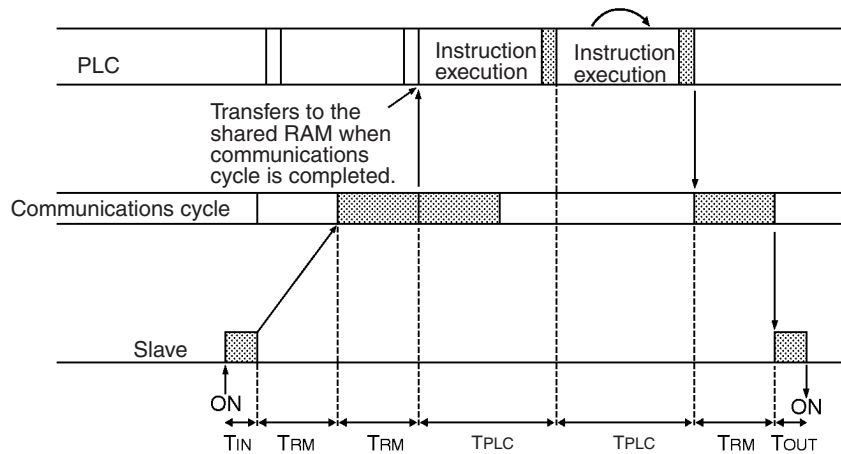 PLC
Instruction
execution
Instruction
execution
Transfers to the
shared RAM when
communications
cycle is completed.
Communications cycle
Slave
ON
ON
TIN
TRM
TRM
TPLC
TPLC
TRM
TOUT